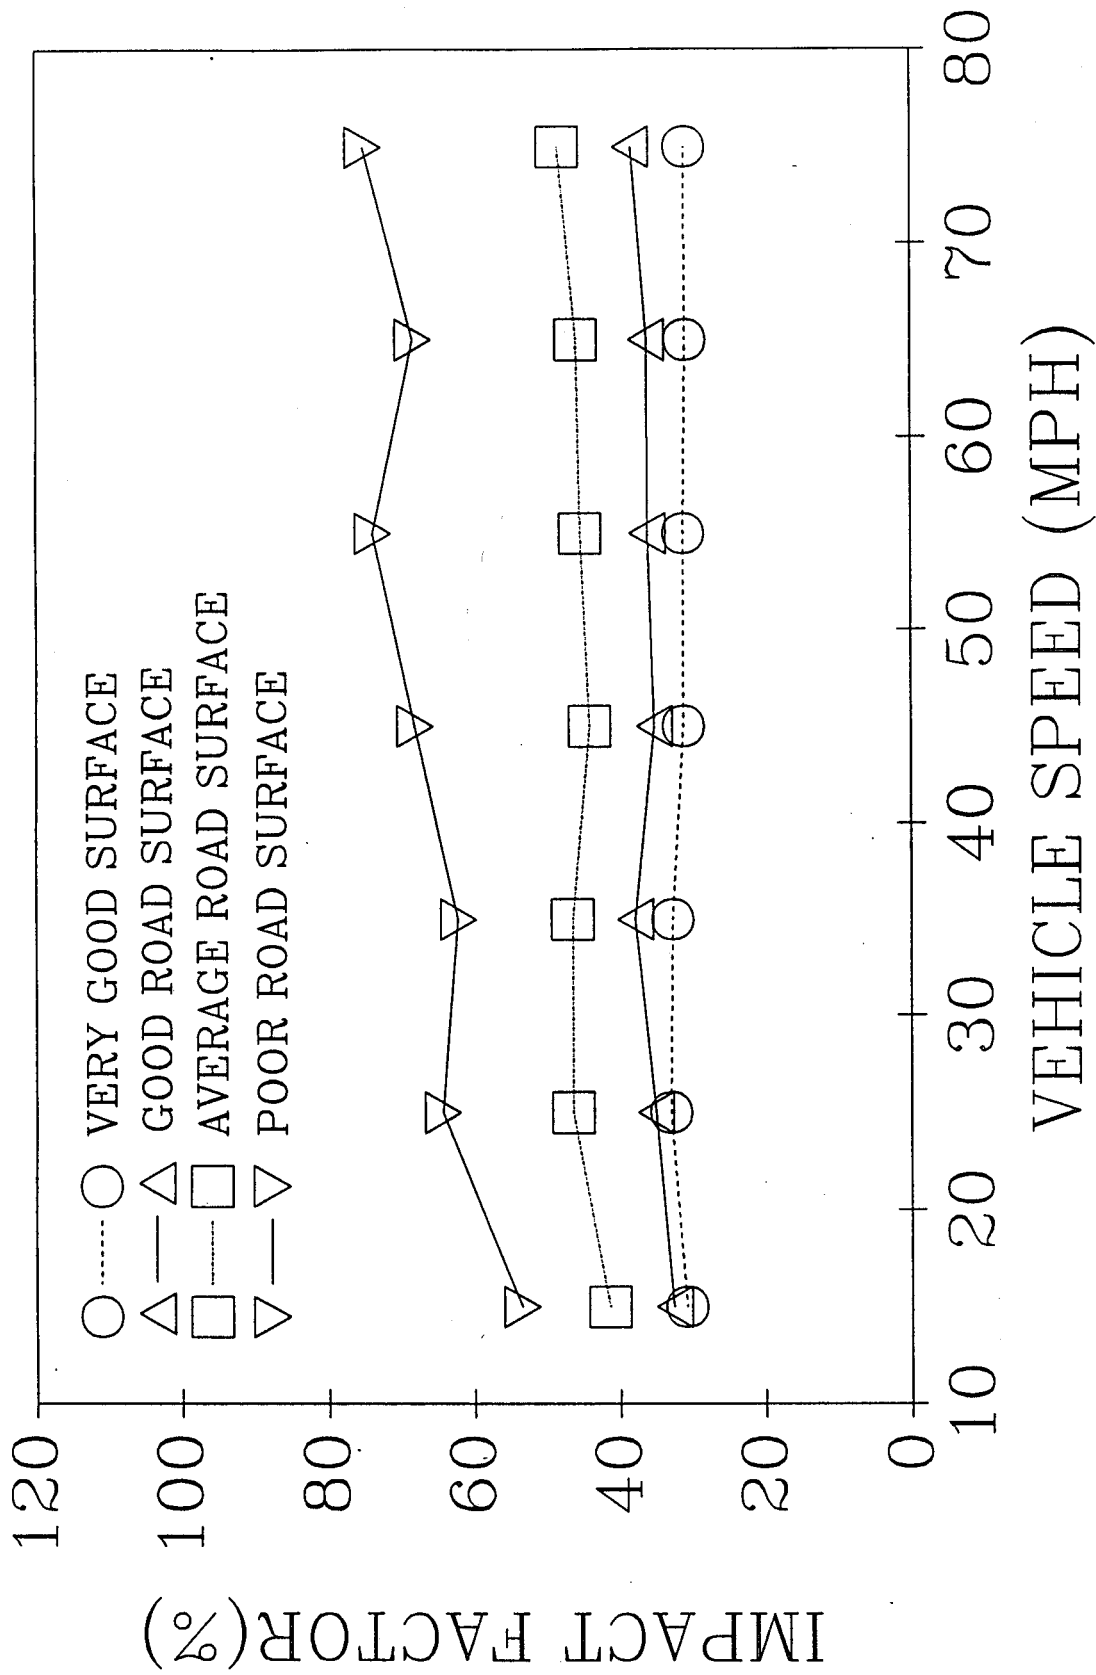 VERY GOOD SURFACE
GOOD ROAD SURFACE
AVERAGE ROAD SURFACE
POOR ROAD SURFACE
IMPACT FACTOR(%)
120
100
80
60
40
20
0
10 20 30 40 50 60 70 80
VEHICLE SPEED (MPH)